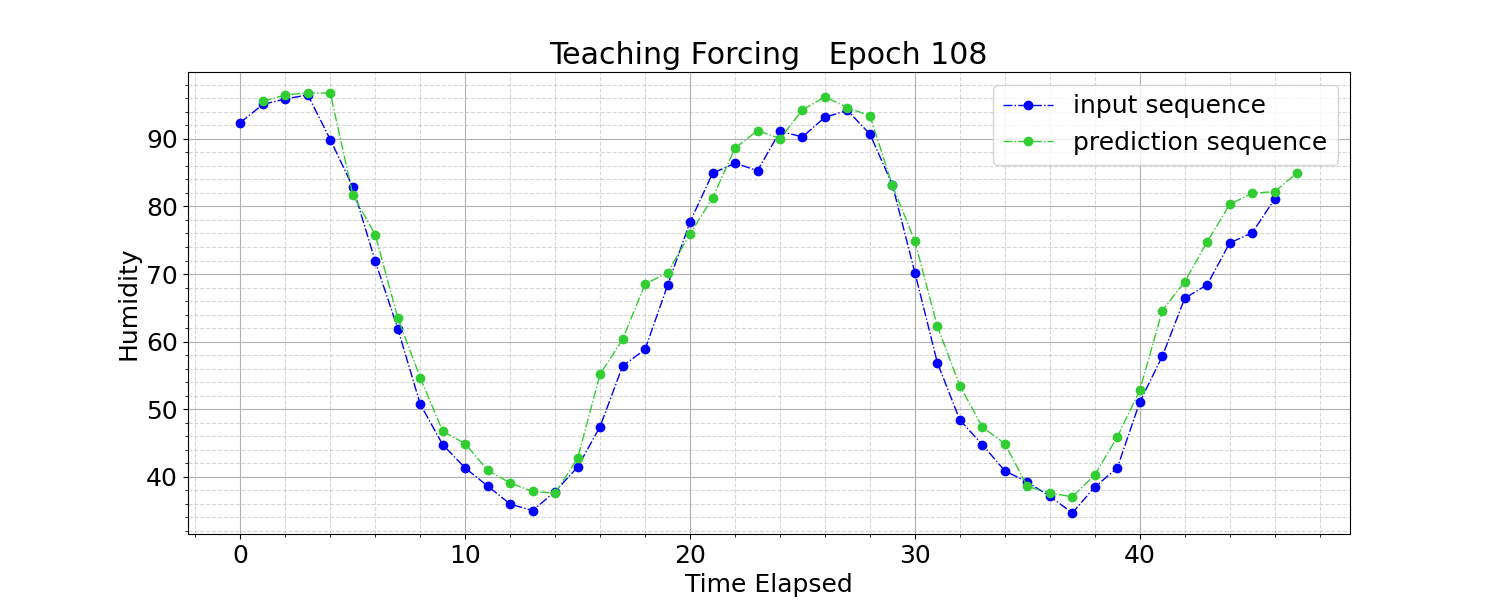 Teaching Forcing   Epoch 108
input sequence
prediction sequence
Humidity
90
80
70
60
50
40
0 10 20 30 40
Time Elapsed